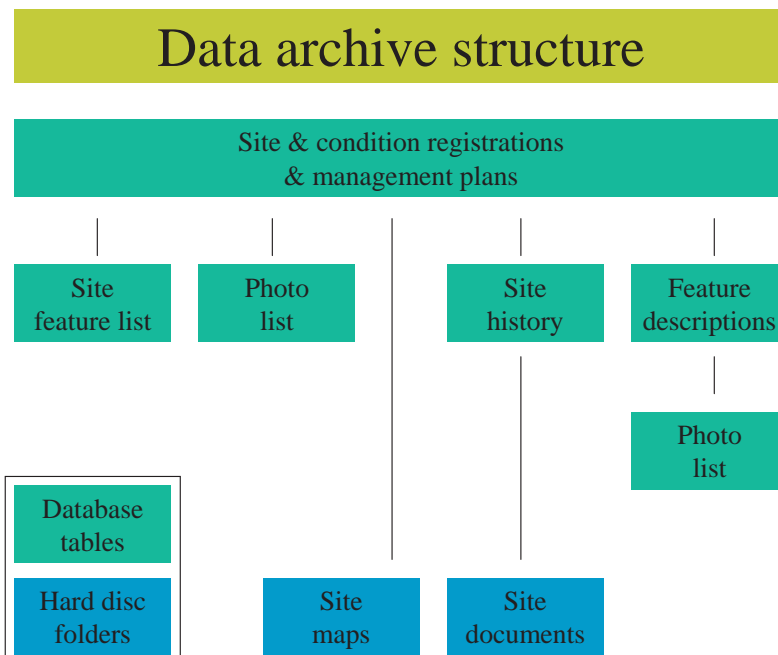 Data archive structure
Site & condition registrations
& management plans
Site
feature list
Photo
list
Site
history
Feature
descriptions
Photo
list
Database
tables
Hard disc
folders
Site
maps
Site
documents